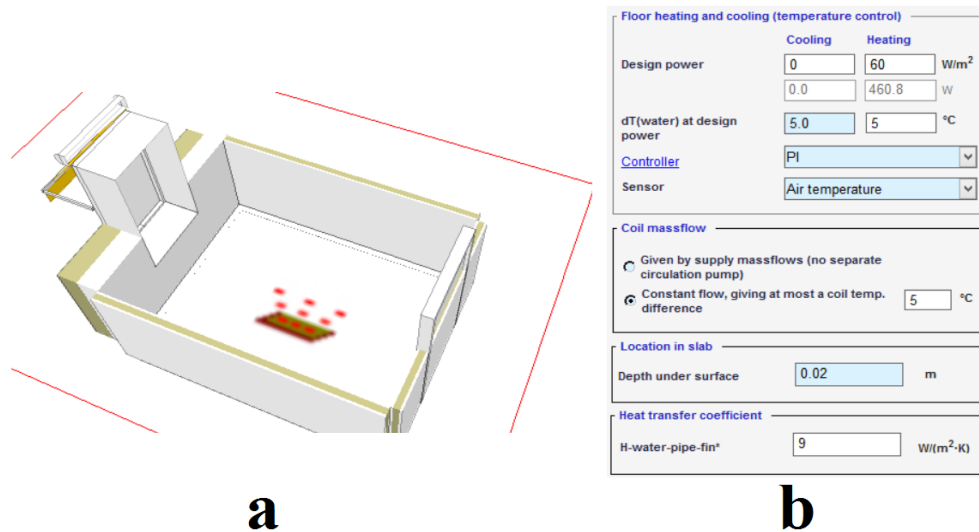 Floor heating and cooling (temperature control)
Cooling Heating
Design power 0 60 W/m²
0.0 460.8 W
dT(water) at design power 5.0 5 °C
Controller PI
Sensor Air temperature
Coil massflow
Given by supply massflows (no separate
circulation pump)
Constant flow, giving at most a coil temp.
difference 5 °C
Location in slab
Depth under surface 0.02 m
Heat transfer coefficient
H-water-pipe-fin* 9 W/(m²·K)
a b